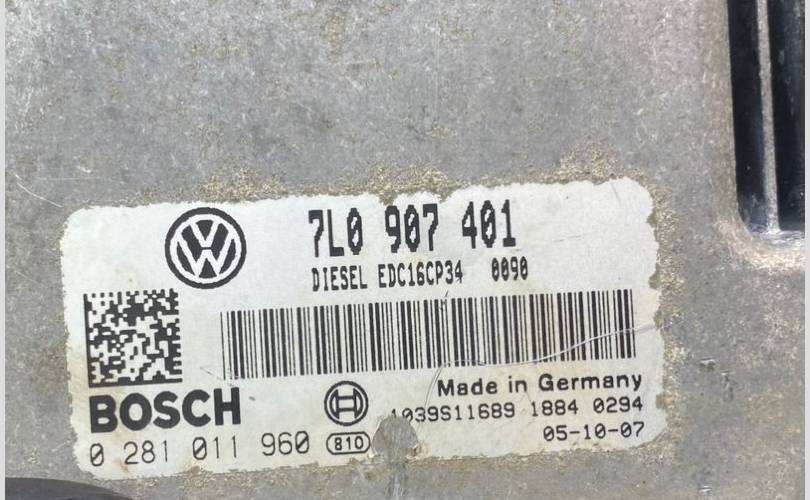 7L0 907 401
DIESEL EDC16CP34 0090
BOSCH
Made in Germany
1039S11689 1884 0294
0 281 011 960 810
05-10-07